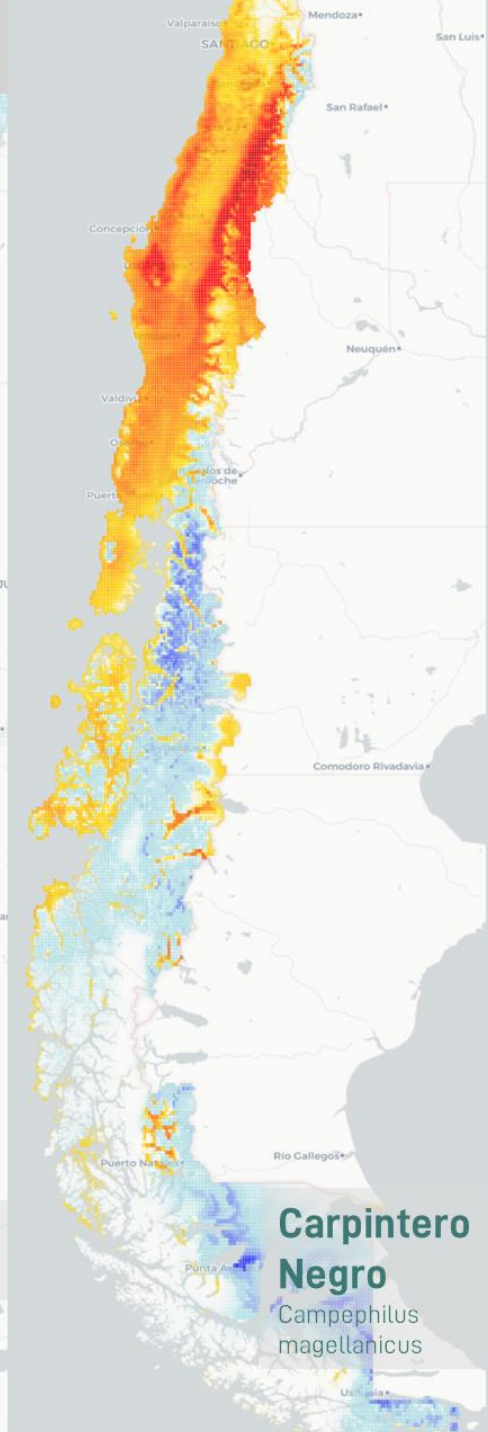 Mendoza
Valparaíso
SANTIAGO
San Luis
San Rafael
Concepción
Neuquén
Valdivia
Puerto
Comodoro Rivadavia
Puerto Natales
Río Gallegos
Carpintero
Negro
Campephilus
magellanicus
Punta